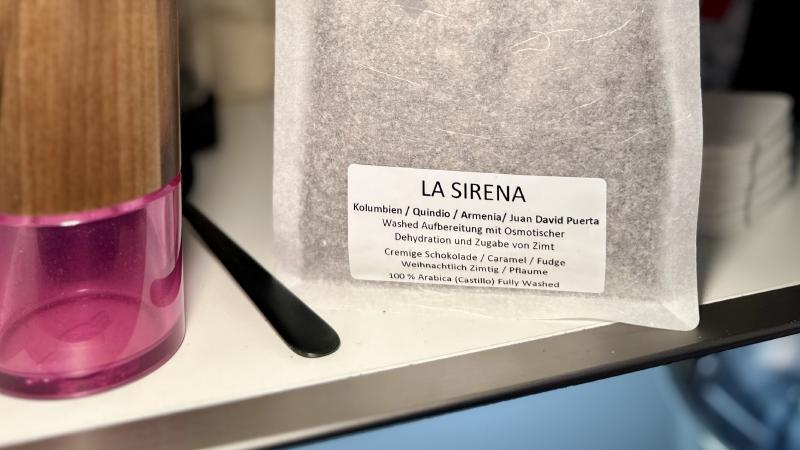 LA SIRENA
Kolumbien / Quindio / Armenia/ Juan David Puerta
Washed Aufbereitung mit Osmotischer
Dehydration und Zugabe von Zimt
Cremige Schokolade / Caramel / Fudge
Weihnachtlich Zimtig / Pflaume
100 % Arabica (Castillo) Fully Washed